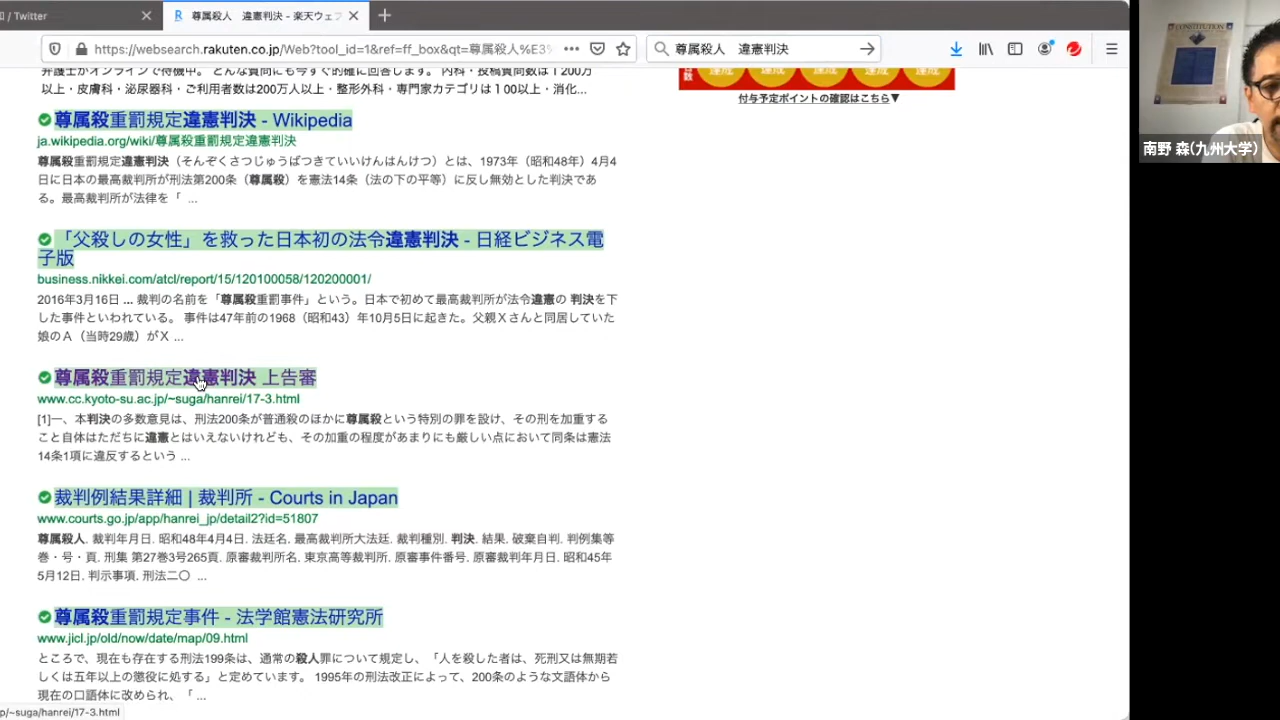 / Twitter
尊属殺人　違憲判決 - 楽天ウェブ
https://websearch.rakuten.co.jp/Web?tool_id=1&ref=ff_box&qt=尊属殺人%E3%
尊属殺人　違憲判決
弁護士がオンラインで待機中。 どんな質問にも今すぐ的確に回答します。 内科・投稿質問数は１200万
以上・皮膚科・泌尿器科・ご利用者数は200万人以上・整形外科・専門家カテゴリは１00以上・消化...
付与予定ポイントの確認はこちら▼
尊属殺重罰規定違憲判決 - Wikipedia
ja.wikipedia.org/wiki/尊属殺重罰規定違憲判決
尊属殺重罰規定違憲判決（そんぞくさつじゅうばつきていいけんはんけつ）とは、1973年（昭和48年）4月4
日に日本の最高裁判所が刑法第200条（尊属殺）を憲法14条（法の下の平等）に反し無効とした判決であ
る。最高裁判所が法律を「 ...
「父殺しの女性」を救った日本初の法令違憲判決 - 日経ビジネス電
子版
business.nikkei.com/atcl/report/15/120100058/120200001/
2016年3月16日 ... 裁判の名前を「尊属殺重罰事件」という。日本で初めて最高裁判所が法令違憲の 判決を下
した事件といわれている。 事件は47年前の1968（昭和43）年10月5日に起きた。父親Ｘさんと同居していた
娘のＡ（当時29歳）がＸ ...
尊属殺重罰規定違憲判決 上告審
www.cc.kyoto-su.ac.jp/~suga/hanrei/17-3.html
[1]一、本判決の多数意見は、刑法200条が普通殺のほかに尊属殺という特別の罪を設け、その刑を加重する
こと自体はただちに違憲とはいえないけれども、その加重の程度があまりにも厳しい点において同条は憲法
14条1項に違反するという ...
裁判例結果詳細 | 裁判所 - Courts in Japan
www.courts.go.jp/app/hanrei_jp/detail2?id=51807
尊属殺人. 裁判年月日. 昭和48年4月4日. 法廷名. 最高裁判所大法廷. 裁判種別. 判決. 結果. 破棄自判. 判例集等
巻・号・頁. 刑集 第27巻3号265頁. 原審裁判所名. 東京高等裁判所. 原審事件番号. 原審裁判年月日. 昭和45年
5月12日. 判示事項. 刑法二〇 ...
尊属殺重罰規定事件 - 法学館憲法研究所
www.jicl.jp/old/now/date/map/09.html
ところで、現在も存在する刑法199条は、通常の殺人罪について規定し、「人を殺した者は、死刑又は無期若
しくは五年以上の懲役に処する」と定めています。 1995年の刑法改正によって、200条のような文語体から
現在の口語体に改められ、「 ...
p/~suga/hanrei/17-3.html
CONSTITUTION
南野 森(九州大学)